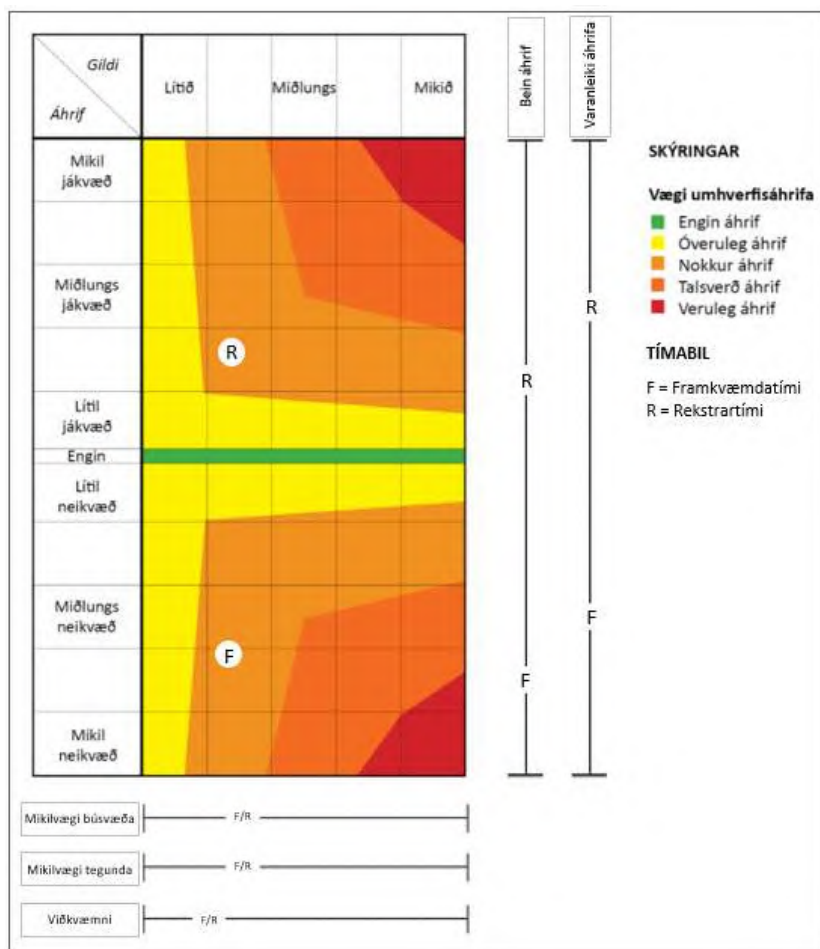 Gildi
Áhrif
Lítið
Miðlungs
Mikið
Bein áhrif
Varanleiki áhrifa
Mikil
jákvæð
Miðlungs
jákvæð
Lítil
jákvæð
Engin
Lítil
neikvæð
Miðlungs
neikvæð
Mikil
neikvæð
R
F
R
F
R
F
SKÝRINGAR
Vægi umhverfisáhrifa
Engin áhrif
Óveruleg áhrif
Nokkur áhrif
Talsverð áhrif
Veruleg áhrif
TÍMABIL
F = Framkvæmdatími
R = Rekstrartími
Mikilvægi búsvæða
F/R
Mikilvægi tegunda
F/R
Viðkvæmni
F/R